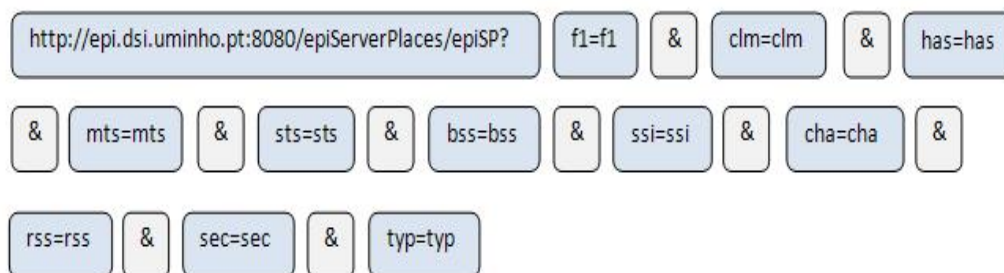 http://epi.dsi.uminho.pt:8080/epiServerPlaces/epiSP? f1=f1 & clm=clm & has=has
& mts=mts & sts=sts & bss=bss & ssi=ssi & cha=cha &
rss=rss & sec=sec & typ=typ